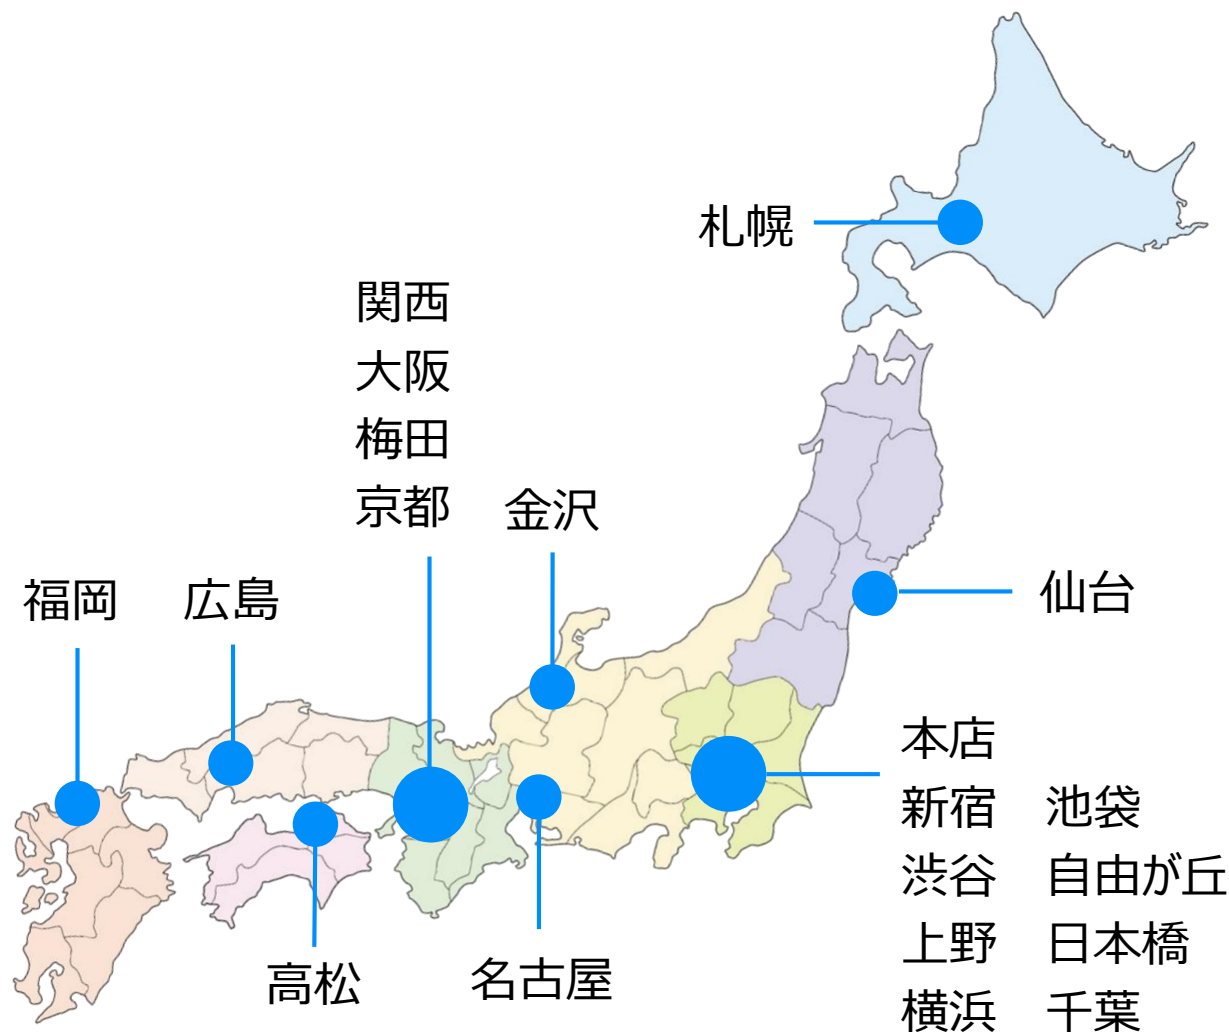 札幌
関西
大阪
梅田
京都
金沢
福岡
広島
仙台
本店
新宿 池袋
渋谷 自由が丘
上野 日本橋
横浜 千葉
高松
名古屋